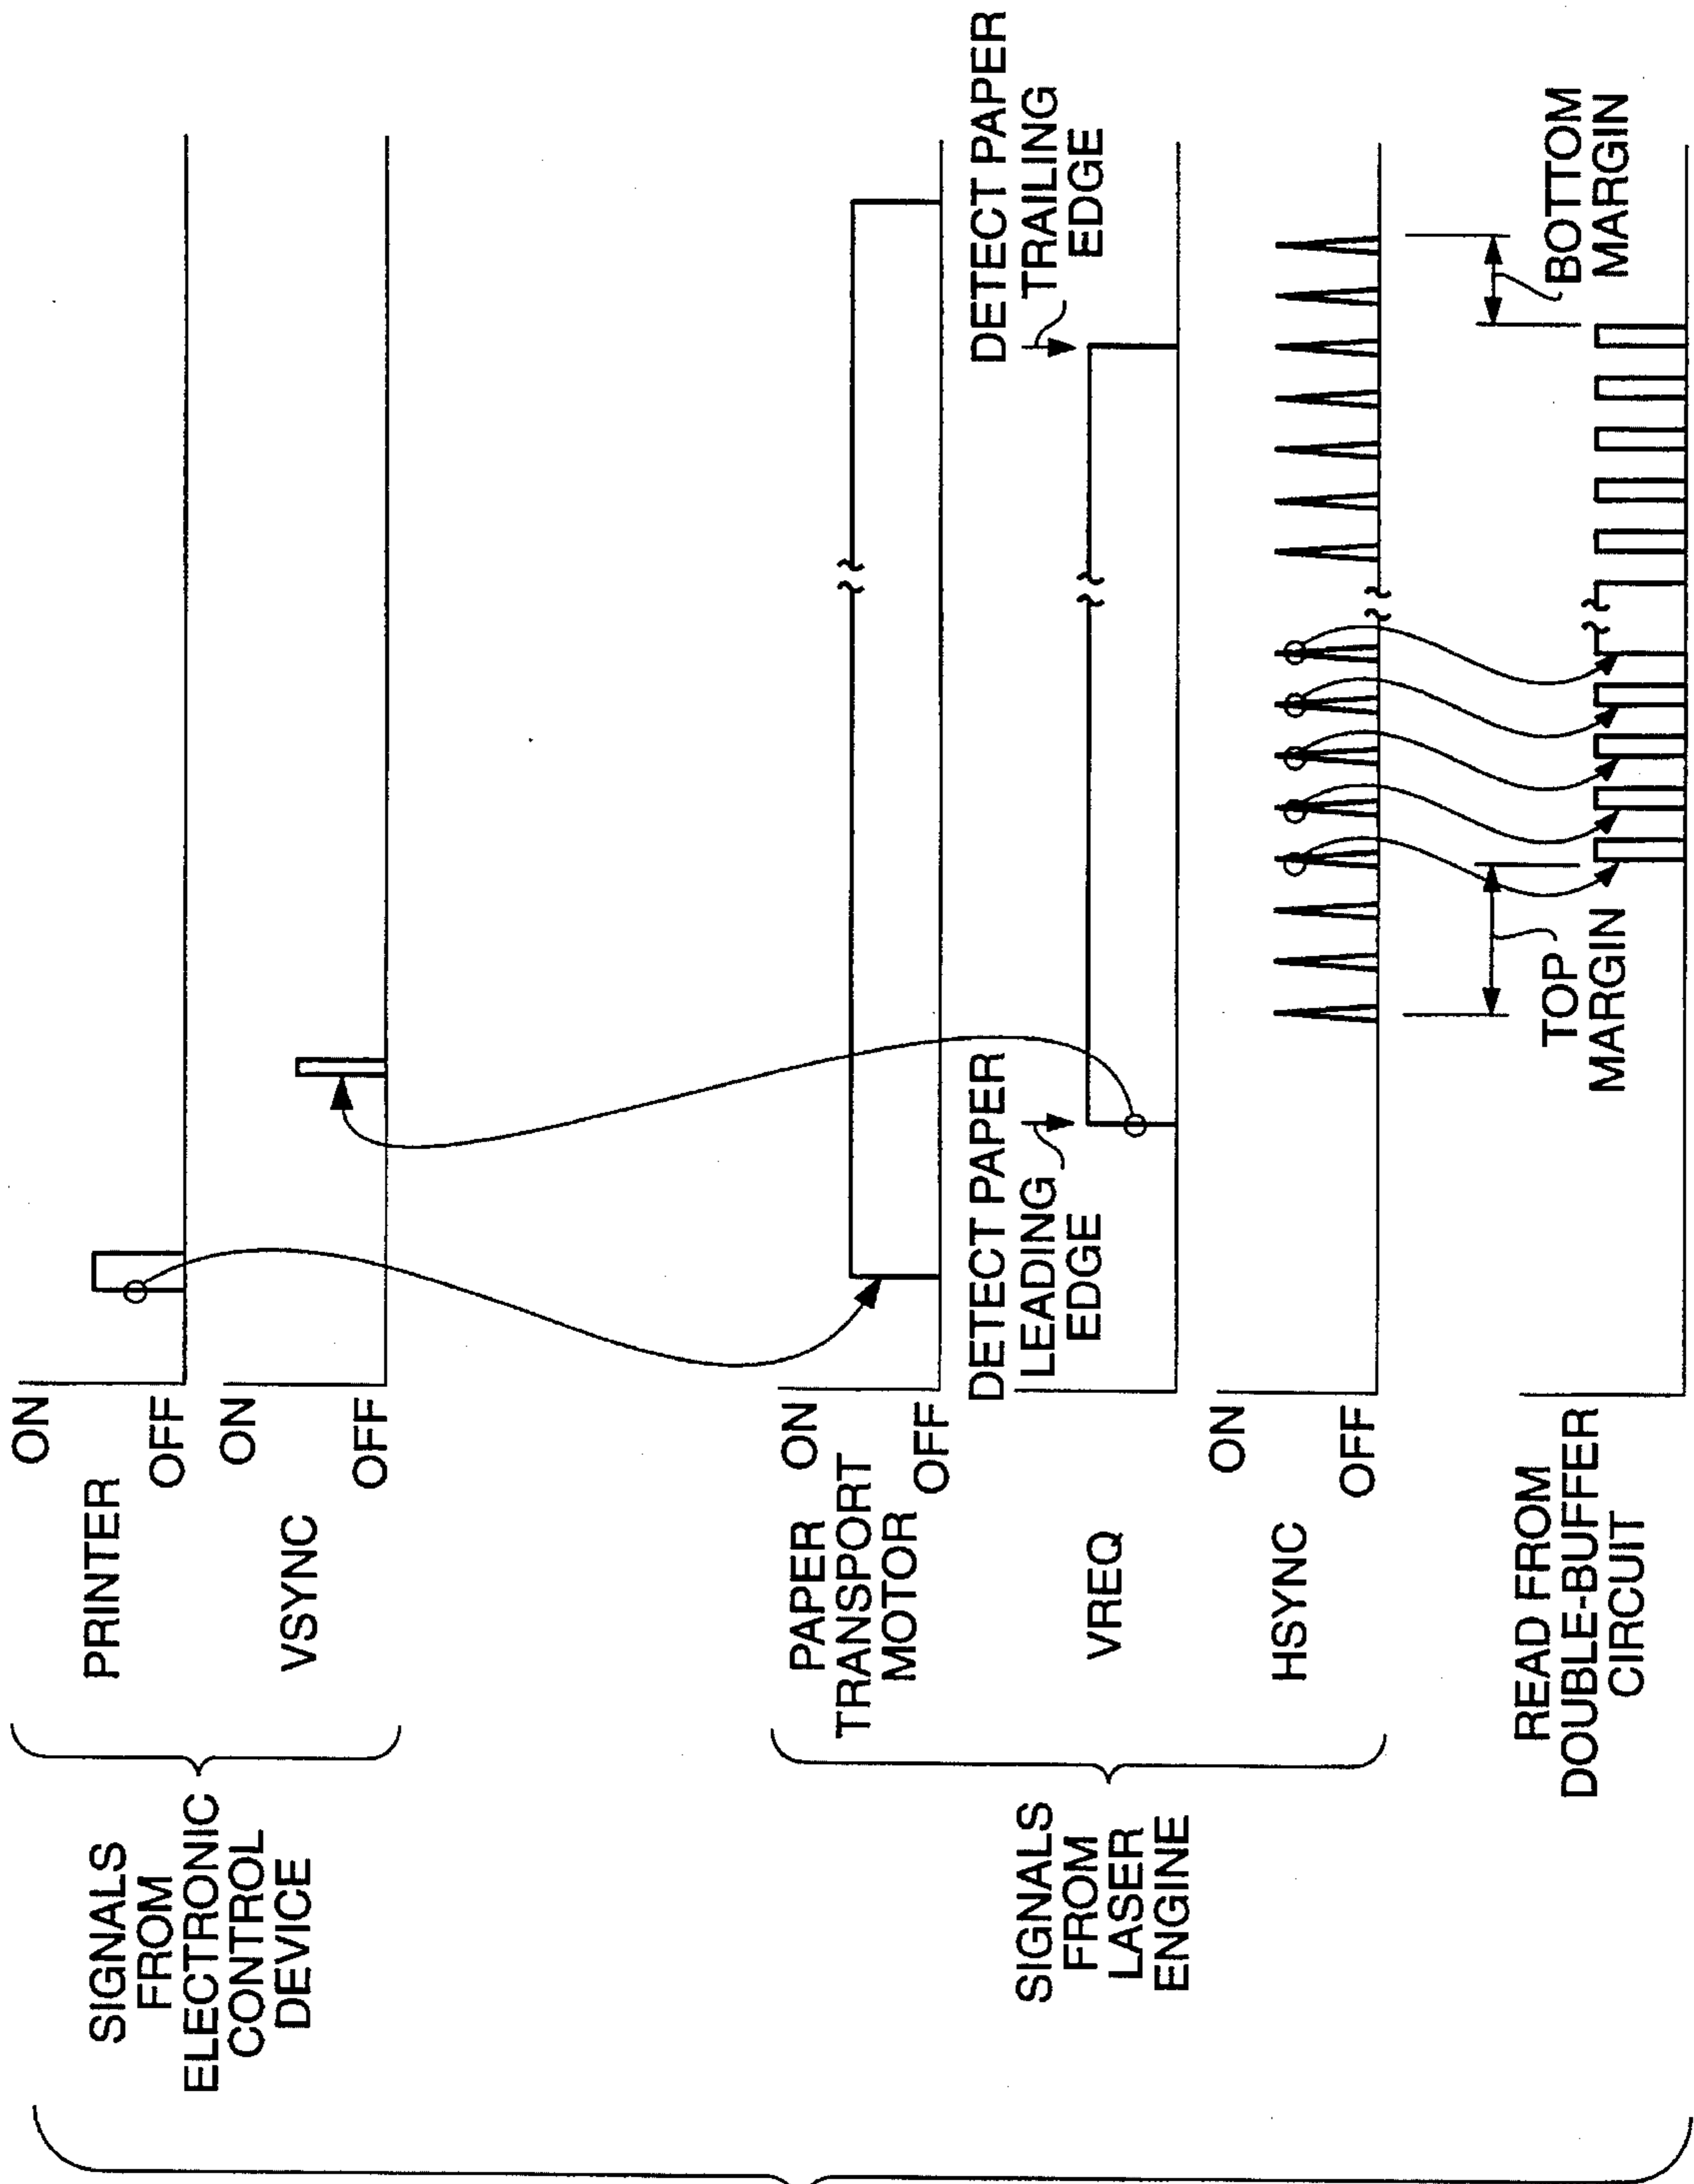 SIGNALS
FROM
ELECTRONIC
CONTROL
DEVICE
PRINTER
ON
OFF
VSYNC
ON
OFF
SIGNALS
FROM
LASER
ENGINE
PAPER
TRANSPORT
MOTOR
ON
OFF
VREQ
DETECT PAPER
LEADING
EDGE
DETECT PAPER
TRAILING
EDGE
HSYNC
ON
OFF
TOP
MARGIN
BOTTOM
MARGIN
READ FROM
DOUBLE-BUFFER
CIRCUIT